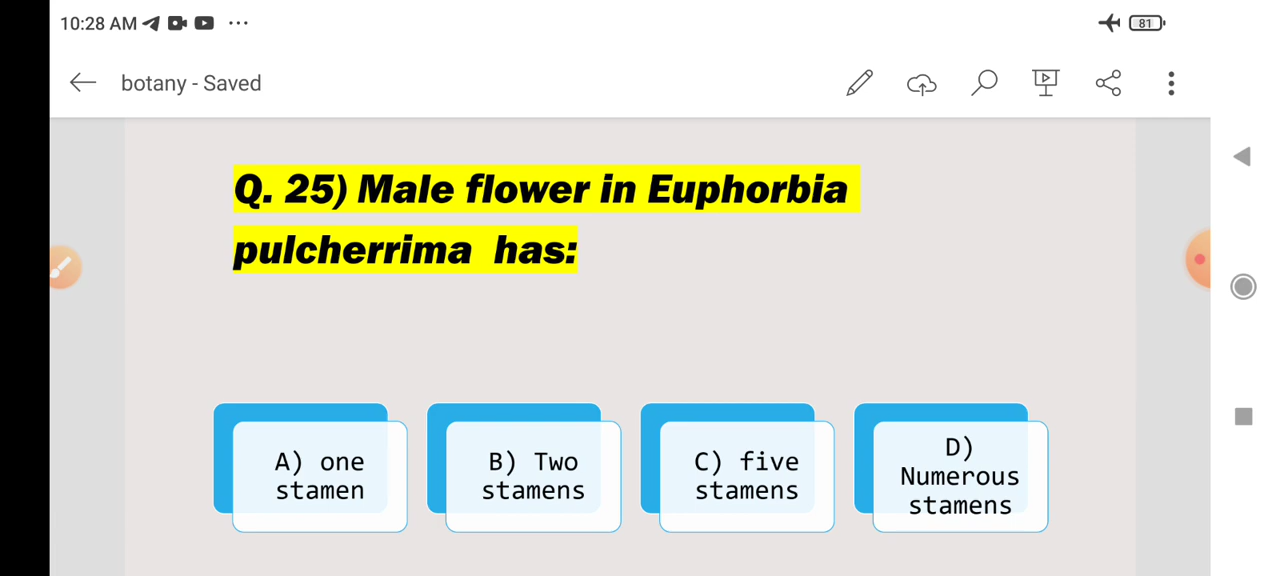 10:28 AM
81
botany - Saved
Q. 25) Male flower in Euphorbia
pulcherrima has:
A) one
stamen
B) Two
stamens
C) five
stamens
D)
Numerous
stamens